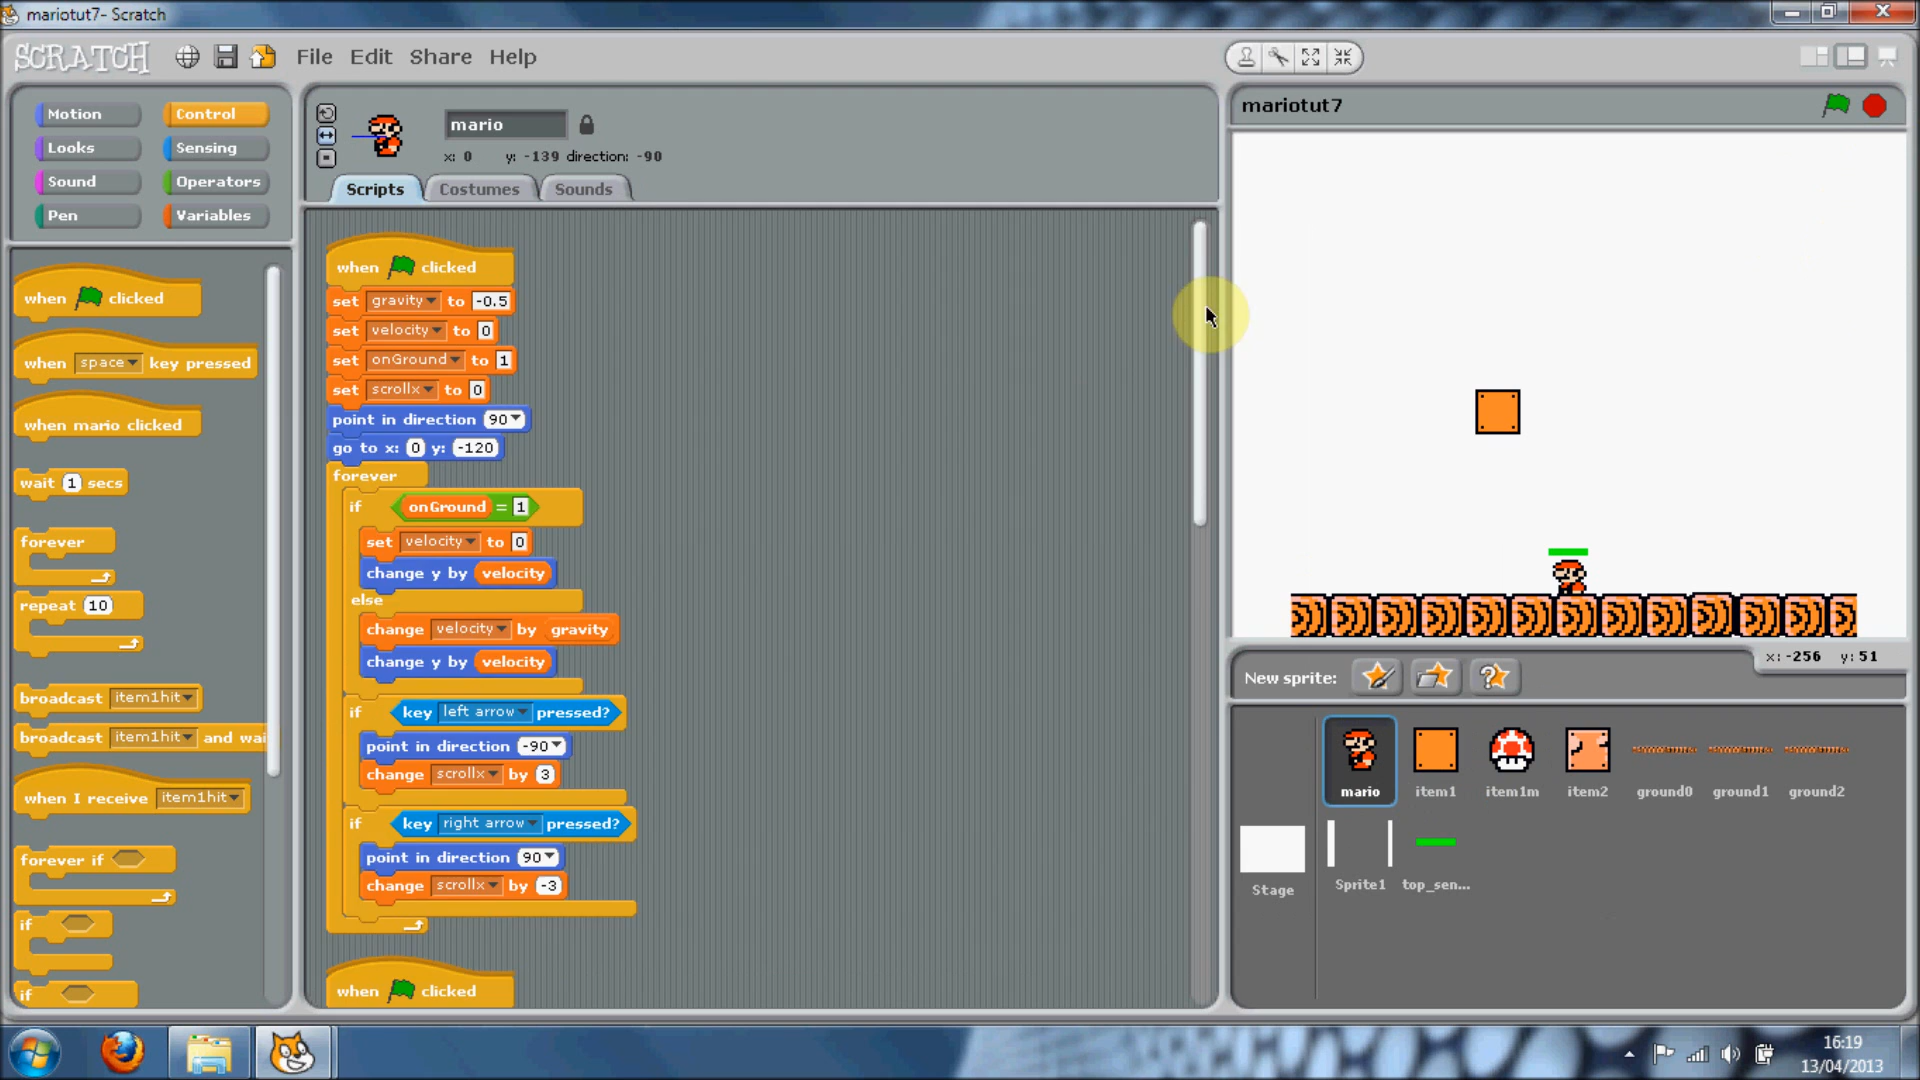 mariotut7- Scratch
SCRATCH File Edit Share Help
Motion Control
Looks Sensing
Sound Operators
Pen Variables
when clicked
when space key pressed
when mario clicked
wait 1 secs
forever
repeat 10
broadcast item1hit
broadcast item1hit and wai
when I receive item1hit
forever if
if
if
mario
x: 0 y: -139 direction: -90
Scripts Costumes Sounds
when clicked
set gravity to -0.5
set velocity to 0
set onGround to 1
set scrollx to 0
point in direction 90
go to x: 0 y: -120
forever
if onGround = 1
set velocity to 0
change y by velocity
else
change velocity by gravity
change y by velocity
if key left arrow pressed?
point in direction -90
change scrollx by 3
if key right arrow pressed?
point in direction 90
change scrollx by -3
when clicked
mariotut7
x: -256 y: 51
New sprite:
mario item1 item1m item2 ground0 ground1 ground2
Stage Sprite1 top_sen...
16:19
13/04/2013